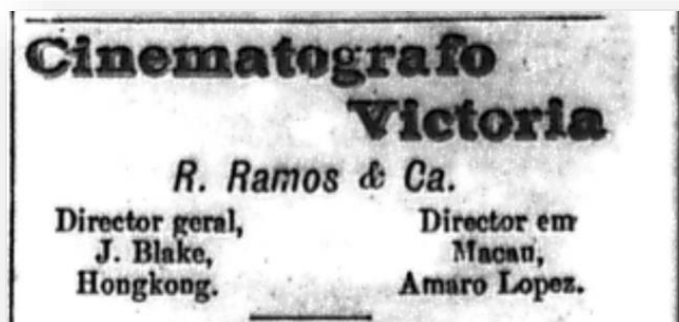 Cinematografo
Victoria
R. Ramos & Ca.
Director geral,
J. Blake,
Hongkong.
Director em
Macau,
Amaro Lopez.